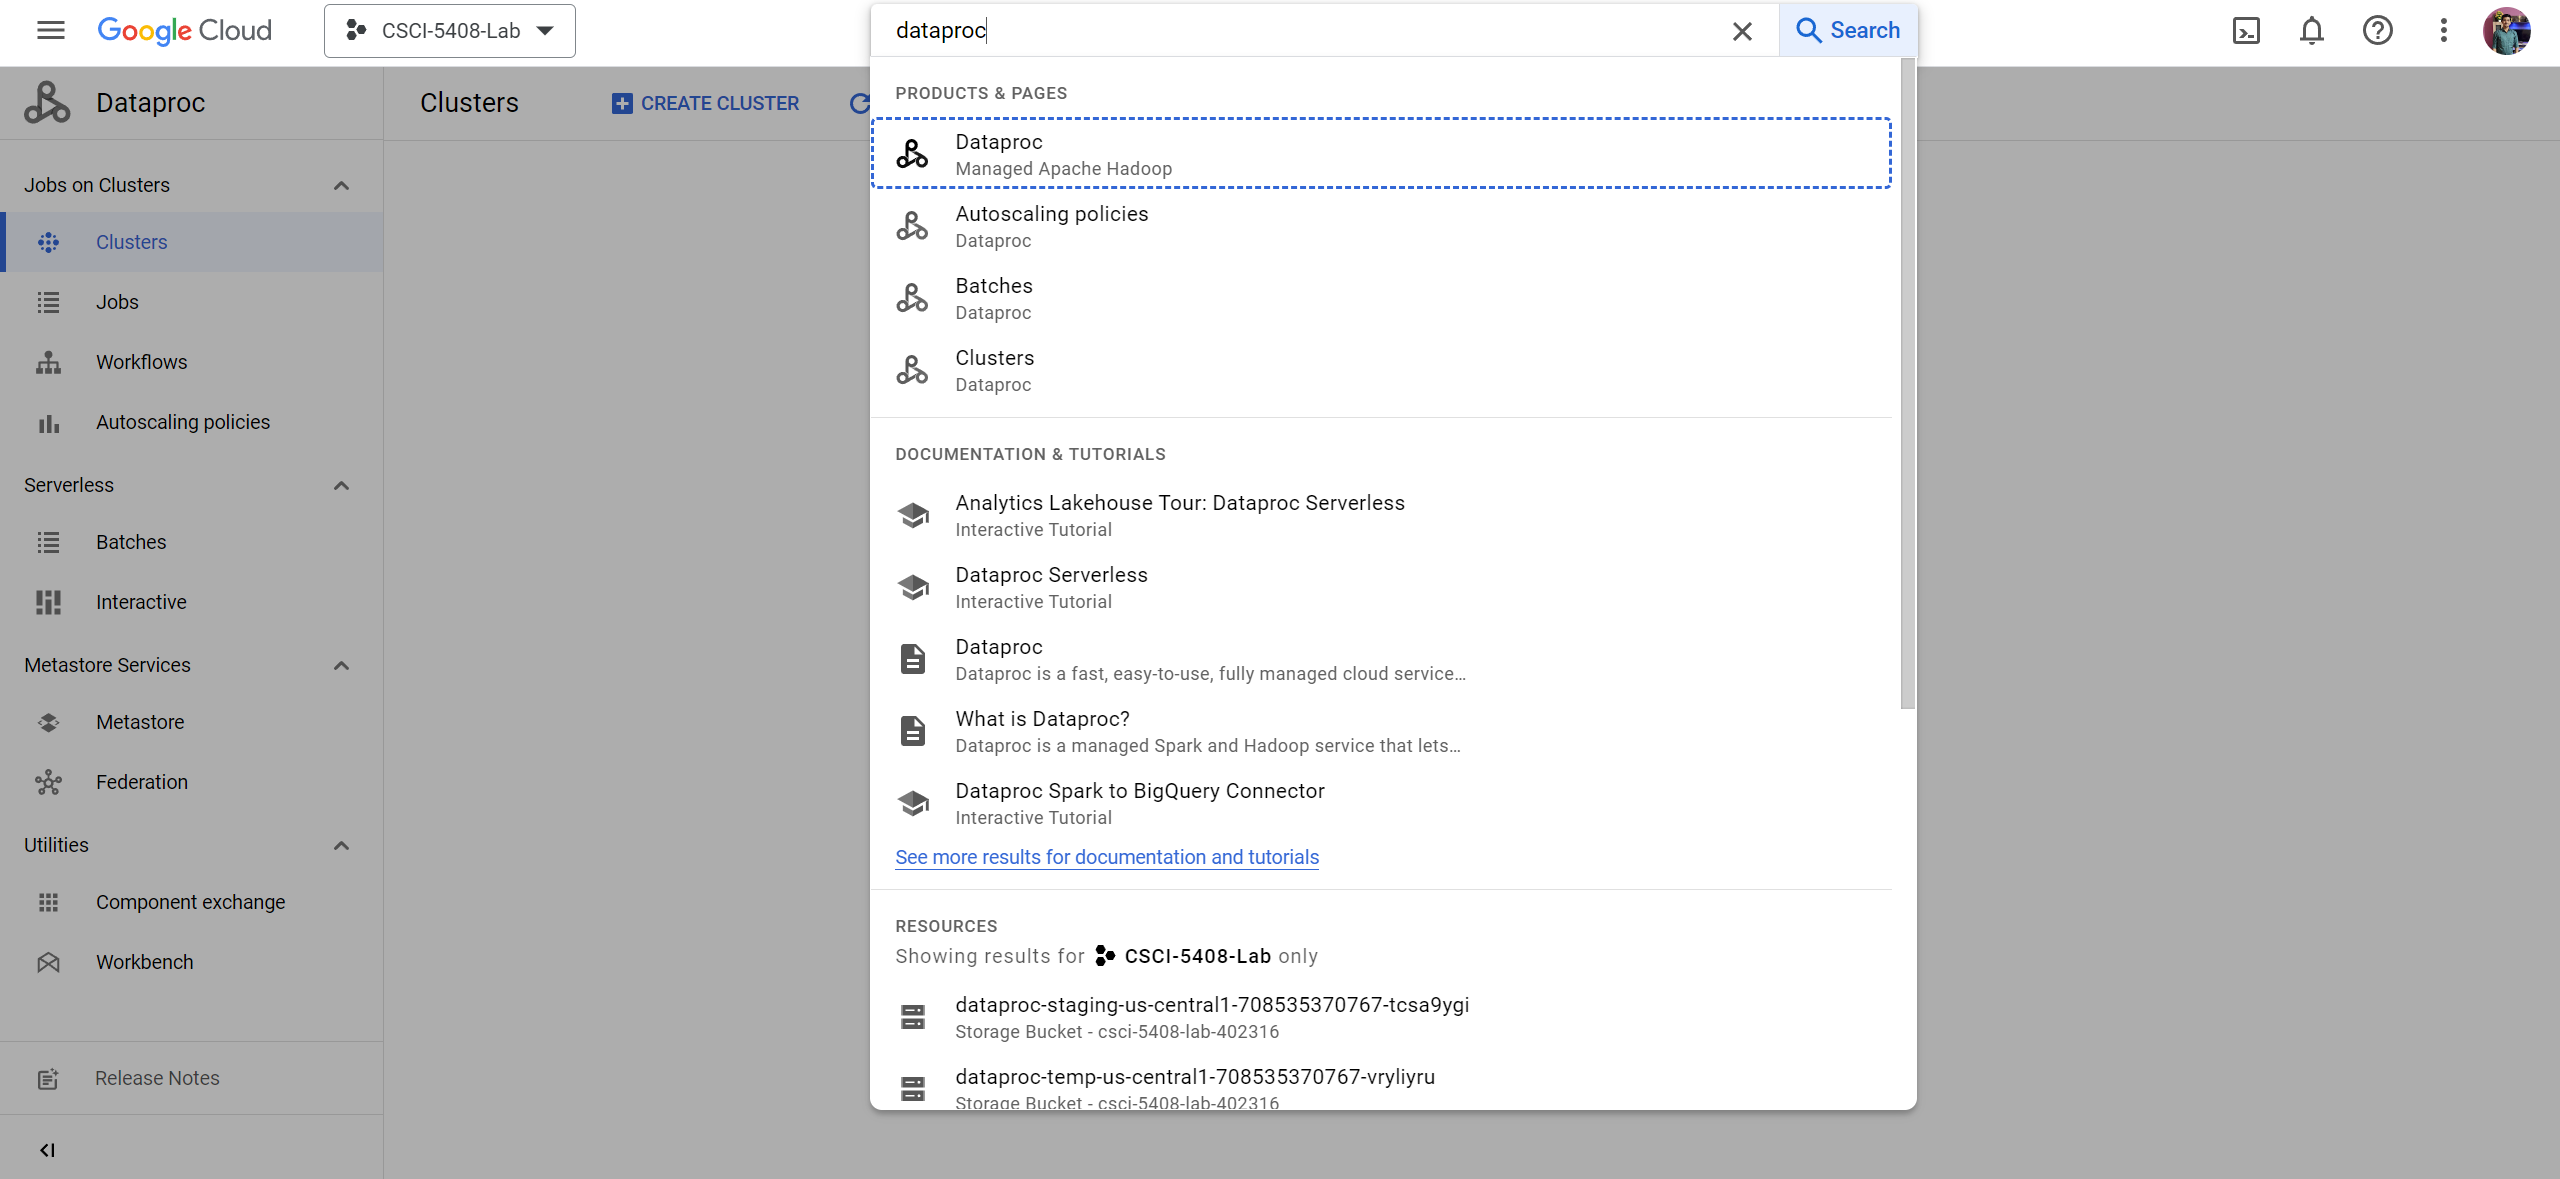 Google Cloud
CSCI-5408-Lab
dataproc
Search
Dataproc
Clusters
CREATE CLUSTER
Jobs on Clusters
Clusters
Jobs
Workflows
Autoscaling policies
Serverless
Batches
Interactive
Metastore Services
Metastore
Federation
Utilities
Component exchange
Workbench
Release Notes
PRODUCTS & PAGES
Dataproc
Managed Apache Hadoop
Autoscaling policies
Dataproc
Batches
Dataproc
Clusters
Dataproc
DOCUMENTATION & TUTORIALS
Analytics Lakehouse Tour: Dataproc Serverless
Interactive Tutorial
Dataproc Serverless
Interactive Tutorial
Dataproc
Dataproc is a fast, easy-to-use, fully managed cloud service…
What is Dataproc?
Dataproc is a managed Spark and Hadoop service that lets…
Dataproc Spark to BigQuery Connector
Interactive Tutorial
See more results for documentation and tutorials
RESOURCES
Showing results for CSCI-5408-Lab only
dataproc-staging-us-central1-708535370767-tcsa9ygi
Storage Bucket - csci-5408-lab-402316
dataproc-temp-us-central1-708535370767-vryliyru
Storage Bucket - csci-5408-lab-402316